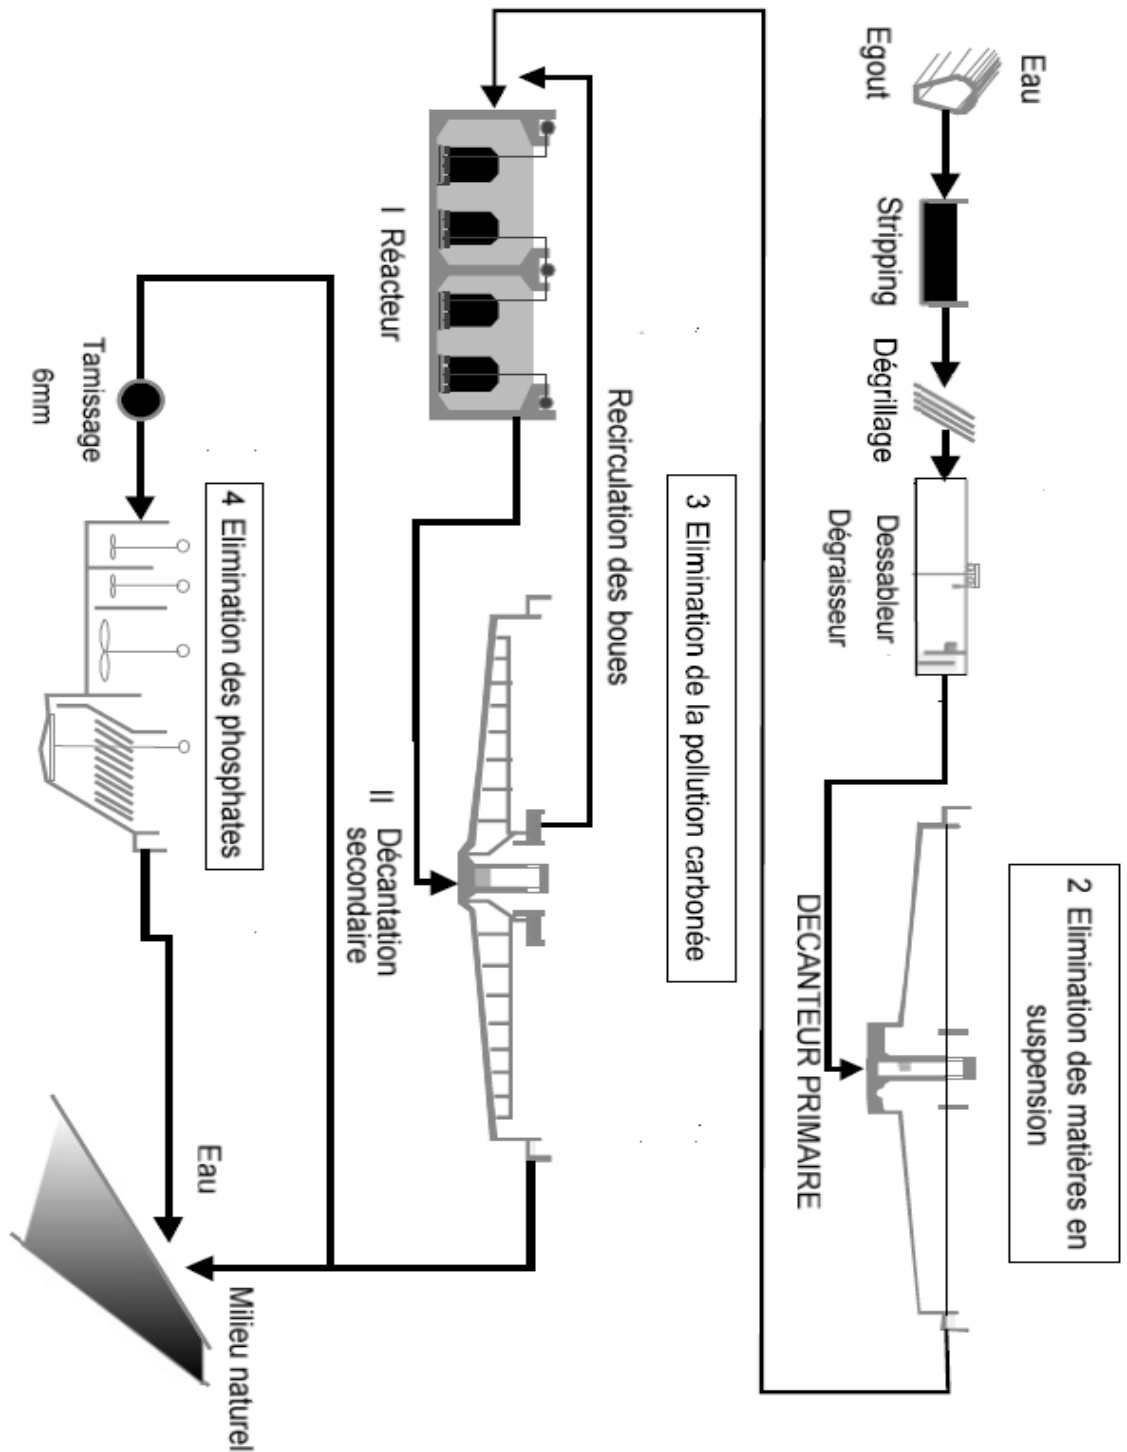 Eau
Egout
Stripping
Dégrillage
Dessableur
Dégraisseur
2 Elimination des matières en
suspension
DECANTEUR PRIMAIRE
3 Elimination de la pollution carbonée
Recirculation des boues
I Réacteur
II Décantation
secondaire
4 Elimination des phosphates
Tamissage
6mm
Eau
Milieu naturel